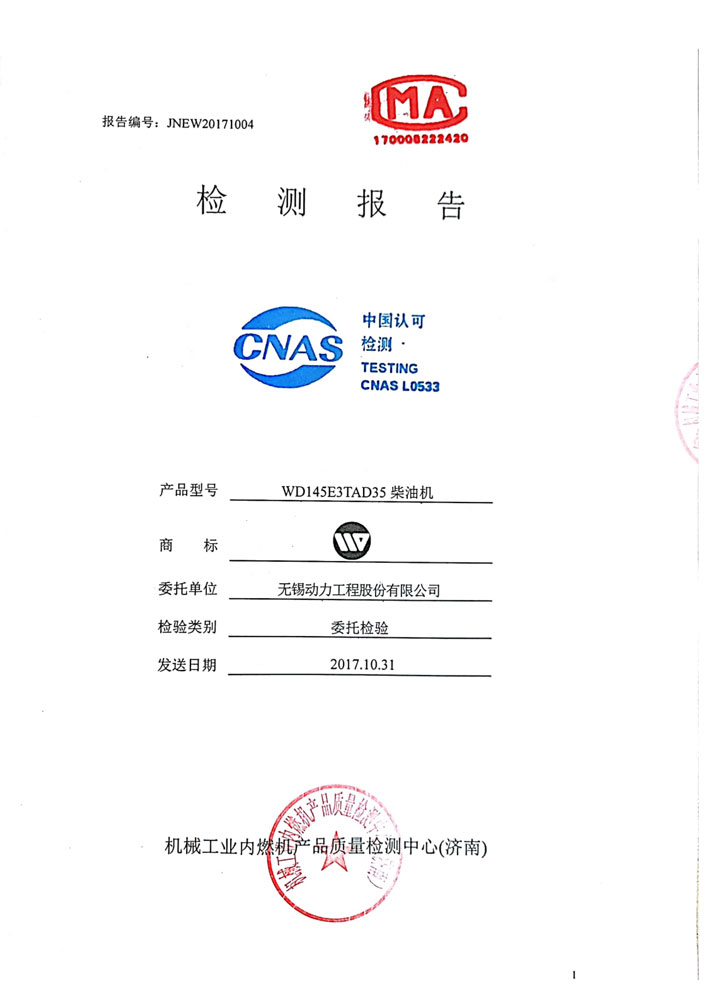 报告编号：JNEW20171004
CMA
170008222420
检测报告
CNAS
中国认可
检测
TESTING
CNAS L0533
产品型号 WD145E3TAD35 柴油机
商标
委托单位 无锡动力工程股份有限公司
检验类别 委托检验
发送日期 2017.10.31
机械工业内燃机产品质量检测中心(济南)
1